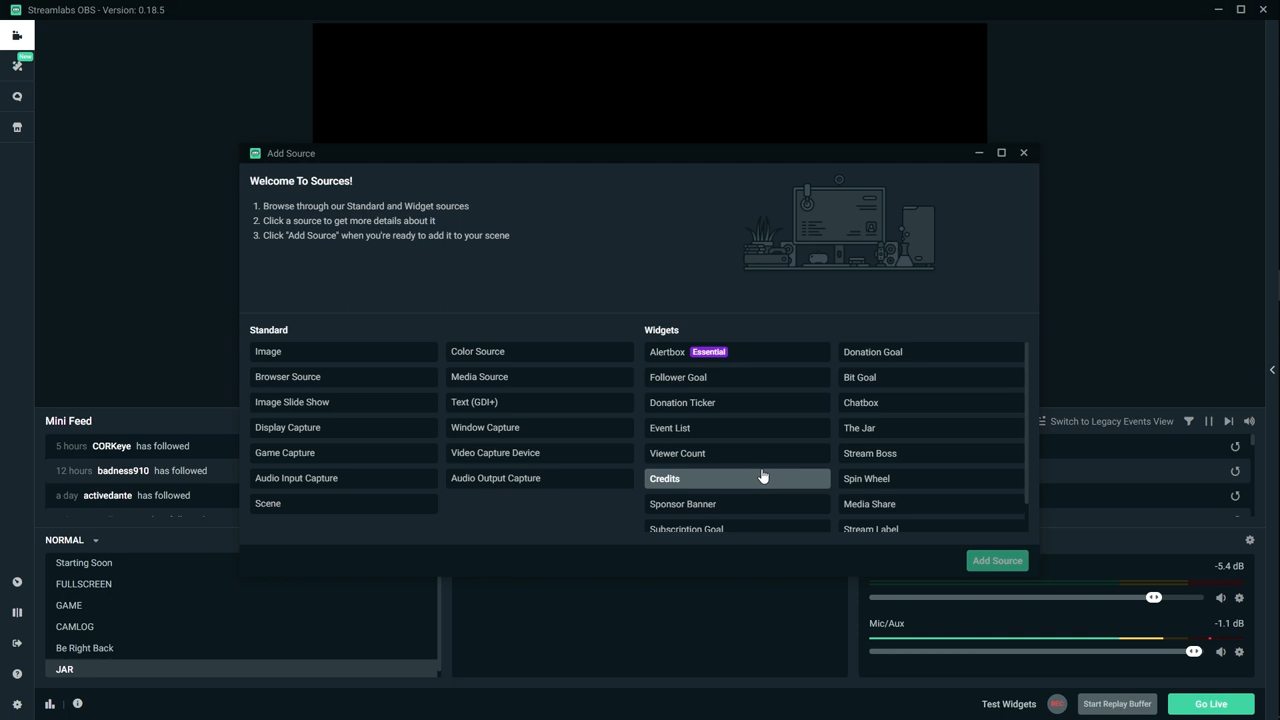 Streamlabs OBS - Version: 0.18.5
New
Add Source
Welcome To Sources!
1. Browse through our Standard and Widget sources
2. Click a source to get more details about it
3. Click "Add Source" when you're ready to add it to your scene
Standard
Image
Color Source
Browser Source
Media Source
Image Slide Show
Text (GDI+)
Display Capture
Window Capture
Game Capture
Video Capture Device
Audio Input Capture
Audio Output Capture
Scene
Widgets
Alertbox Essential
Donation Goal
Follower Goal
Bit Goal
Donation Ticker
Chatbox
Event List
The Jar
Viewer Count
Stream Boss
Credits
Spin Wheel
Sponsor Banner
Media Share
Subscription Goal
Stream Label
Add Source
Mini Feed
Switch to Legacy Events View
5 hours CORKeye has followed
12 hours badness910 has followed
a day activedante has followed
NORMAL
Starting Soon
FULLSCREEN
GAME
CAMLOG
Be Right Back
JAR
-5.4 dB
Mic/Aux
-1.1 dB
Test Widgets
REC
Start Replay Buffer
Go Live